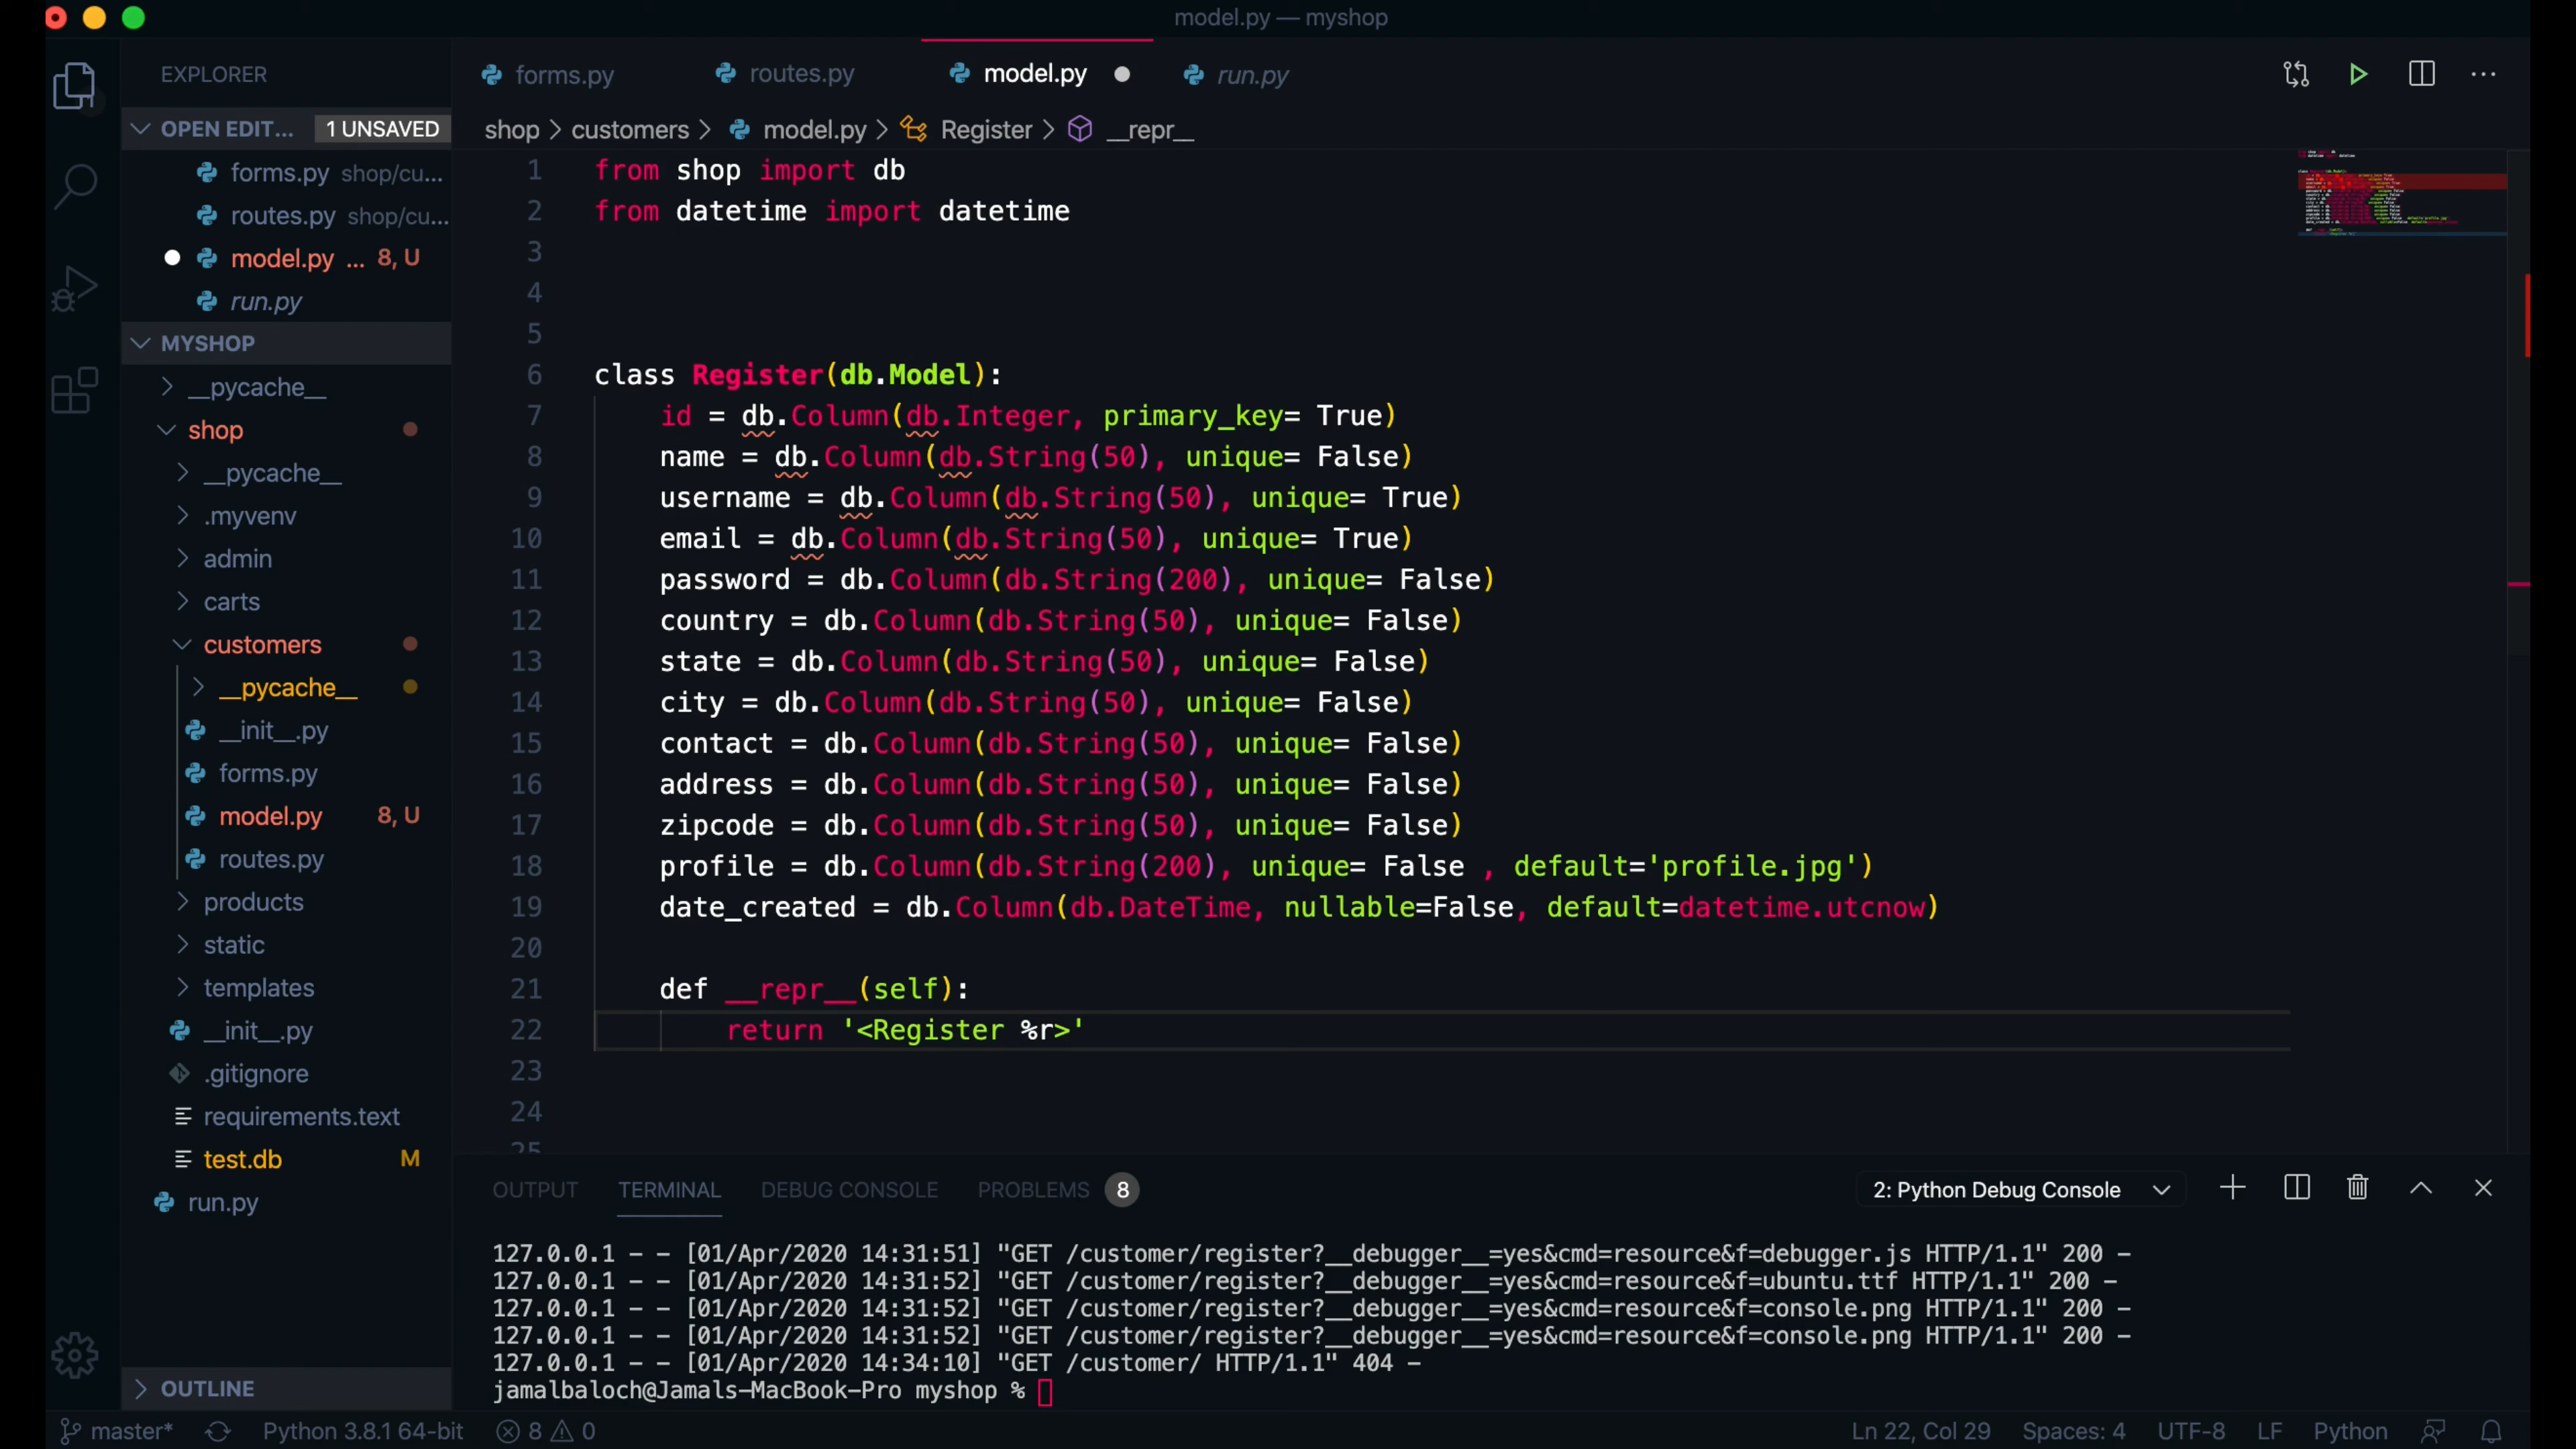 model.py — myshop
EXPLORER
OPEN EDIT... 1 UNSAVED
forms.py shop/cu...
routes.py shop/cu...
model.py ... 8, U
run.py
MYSHOP
__pycache__
shop
__pycache__
.myvenv
admin
carts
customers
__pycache__
__init__.py
forms.py
model.py 8, U
routes.py
products
static
templates
__init__.py
.gitignore
requirements.text
test.db M
run.py
OUTLINE
forms.py routes.py model.py run.py
shop > customers > model.py > Register > __repr__
1 from shop import db
2 from datetime import datetime
3
4
5
6 class Register(db.Model):
7 id = db.Column(db.Integer, primary_key= True)
8 name = db.Column(db.String(50), unique= False)
9 username = db.Column(db.String(50), unique= True)
10 email = db.Column(db.String(50), unique= True)
11 password = db.Column(db.String(200), unique= False)
12 country = db.Column(db.String(50), unique= False)
13 state = db.Column(db.String(50), unique= False)
14 city = db.Column(db.String(50), unique= False)
15 contact = db.Column(db.String(50), unique= False)
16 address = db.Column(db.String(50), unique= False)
17 zipcode = db.Column(db.String(50), unique= False)
18 profile = db.Column(db.String(200), unique= False , default='profile.jpg')
19 date_created = db.Column(db.DateTime, nullable=False, default=datetime.utcnow)
20
21 def __repr__(self):
22 return '<Register %r>'
23
24
25
OUTPUT TERMINAL DEBUG CONSOLE PROBLEMS 8 2: Python Debug Console
127.0.0.1 - - [01/Apr/2020 14:31:51] "GET /customer/register?__debugger__=yes&cmd=resource&f=debugger.js HTTP/1.1" 200 -
127.0.0.1 - - [01/Apr/2020 14:31:52] "GET /customer/register?__debugger__=yes&cmd=resource&f=ubuntu.ttf HTTP/1.1" 200 -
127.0.0.1 - - [01/Apr/2020 14:31:52] "GET /customer/register?__debugger__=yes&cmd=resource&f=console.png HTTP/1.1" 200 -
127.0.0.1 - - [01/Apr/2020 14:31:52] "GET /customer/register?__debugger__=yes&cmd=resource&f=console.png HTTP/1.1" 200 -
127.0.0.1 - - [01/Apr/2020 14:34:10] "GET /customer/ HTTP/1.1" 404 -
jamalbaloch@Jamals-MacBook-Pro myshop %
master* Python 3.8.1 64-bit 8 0 Ln 22, Col 29 Spaces: 4 UTF-8 LF Python